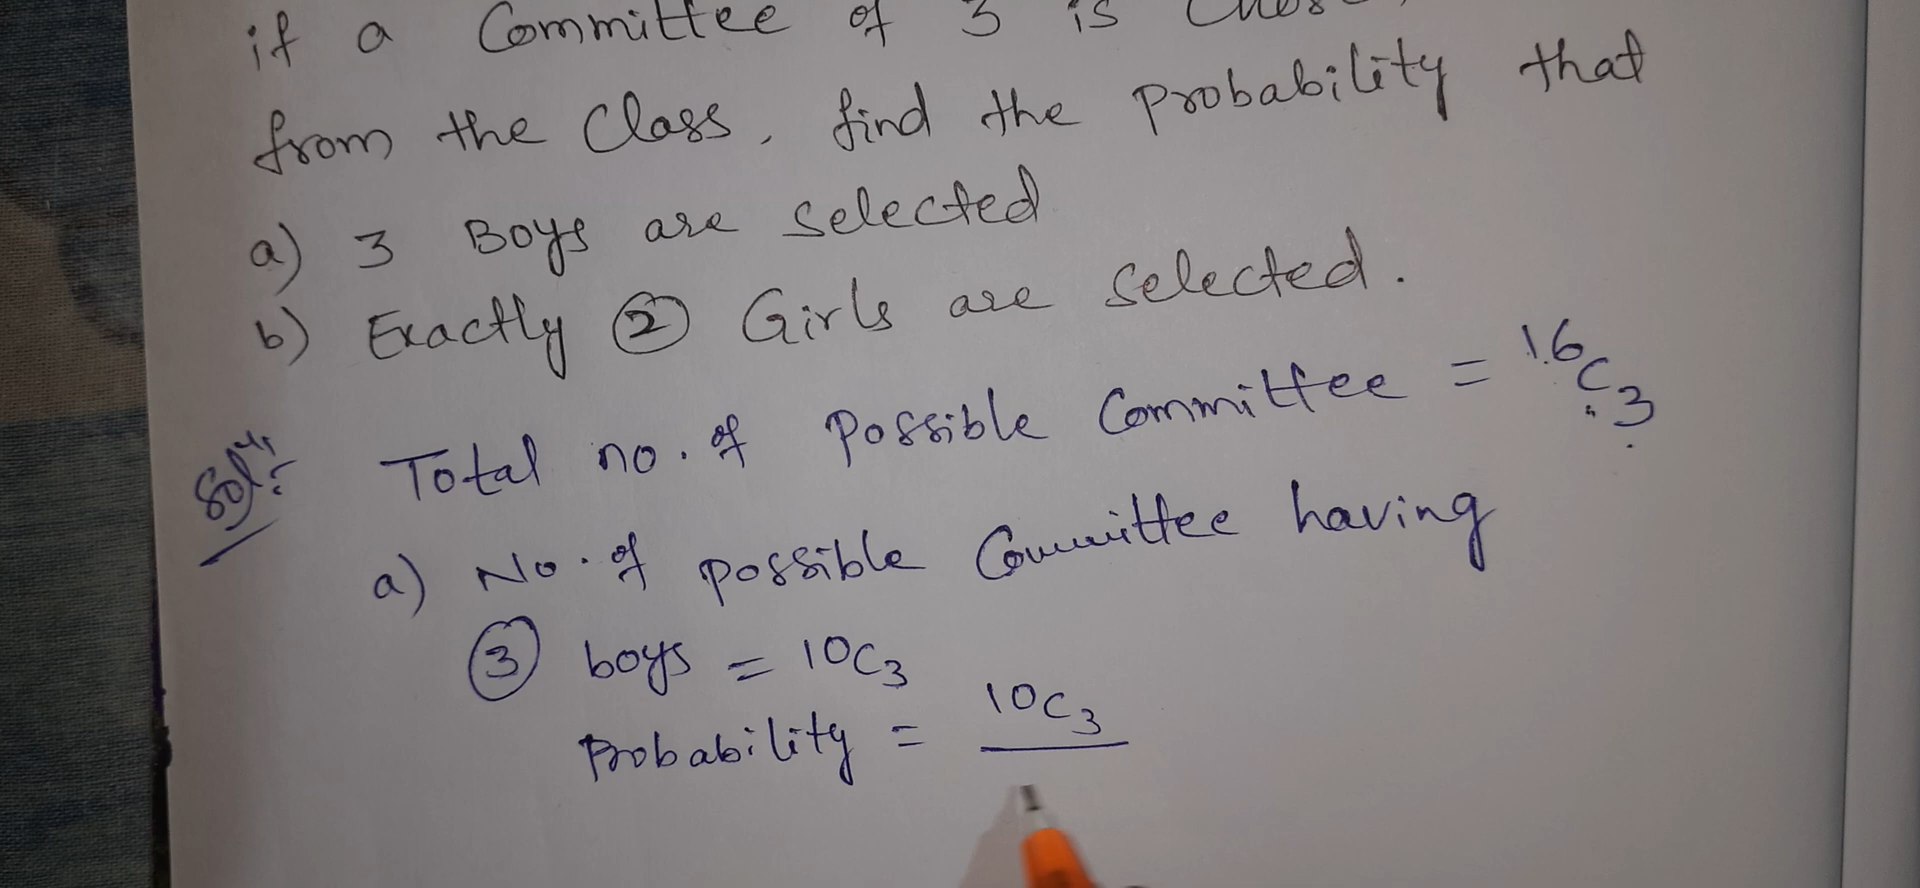 if a Committee of 3 is
from the Class, find the probability that
a) 3 Boys are selected
b) Exactly ② Girls are selected.
Soln: Total no. of possible Committee = 16C3
a) No. of possible Committee having
③ boys = 10C3
Probability = 10C3